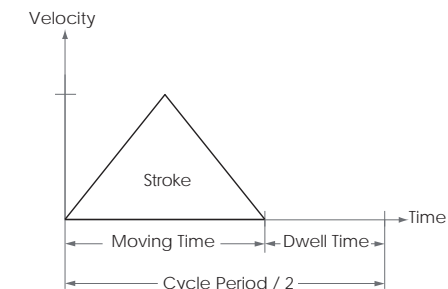 Velocity
Stroke
Time
Moving Time
Dwell Time
Cycle Period / 2